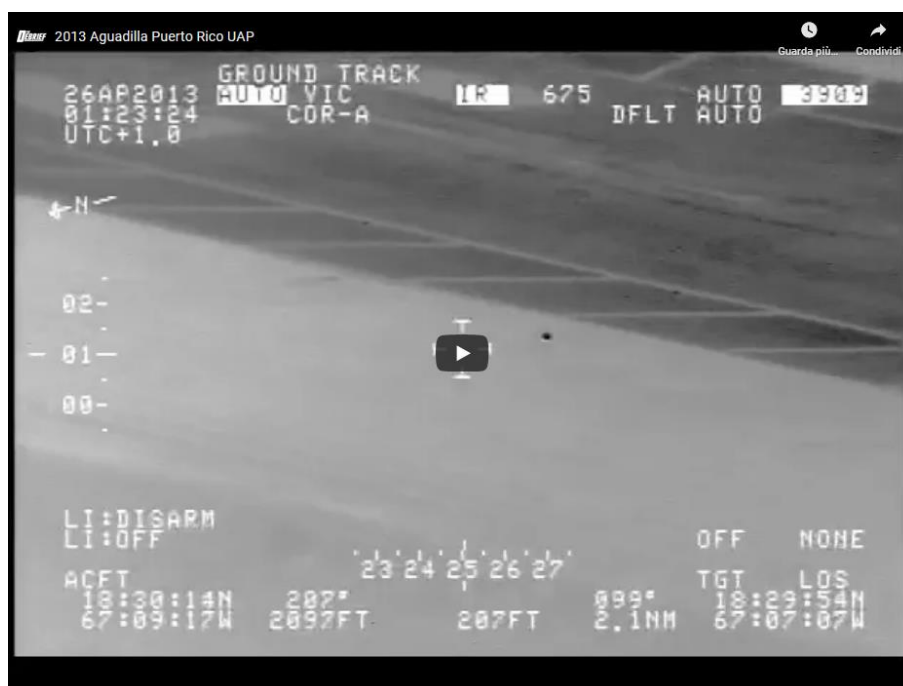 DEBRIEF 2013 Aguadilla Puerto Rico UAP
Guarda più... Condividi
GROUND TRACK
26AP2013 AUTO VIC IR 675 AUTO 3909
01:23:24 COR-A DFLT AUTO
UTC+1.0
N
02-
- 01-
00-
LI:DISARM
LI:OFF OFF NONE
23 24 25 26 27
ACFT TGT LOS
18:30:14N 207° 099° 18:29:54N
67:09:17W 2097FT 207FT 2.1NM 67:07:07W